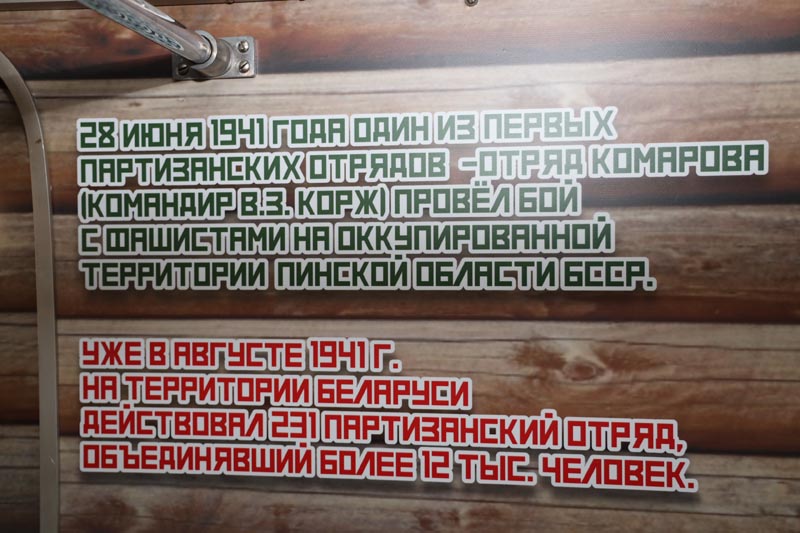 28 ИЮНЯ 1941 ГОДА ОДИН ИЗ ПЕРВЫХ
ПАРТИЗАНСКИХ ОТРЯДОВ -ОТРЯД КОМАРОВА
(КОМАНДИР В.З. КОРЖ) ПРОВЁЛ БОЙ
С ФАШИСТАМИ НА ОККУПИРОВАННОЙ
ТЕРРИТОРИИ ПИНСКОЙ ОБЛАСТИ БССР.
УЖЕ В АВГУСТЕ 1941 Г.
НА ТЕРРИТОРИИ БЕЛАРУСИ
ДЕЙСТВОВАЛ 231 ПАРТИЗАНСКИЙ ОТРЯД,
ОБЪЕДИНЯВШИЙ БОЛЕЕ 12 ТЫС. ЧЕЛОВЕК.